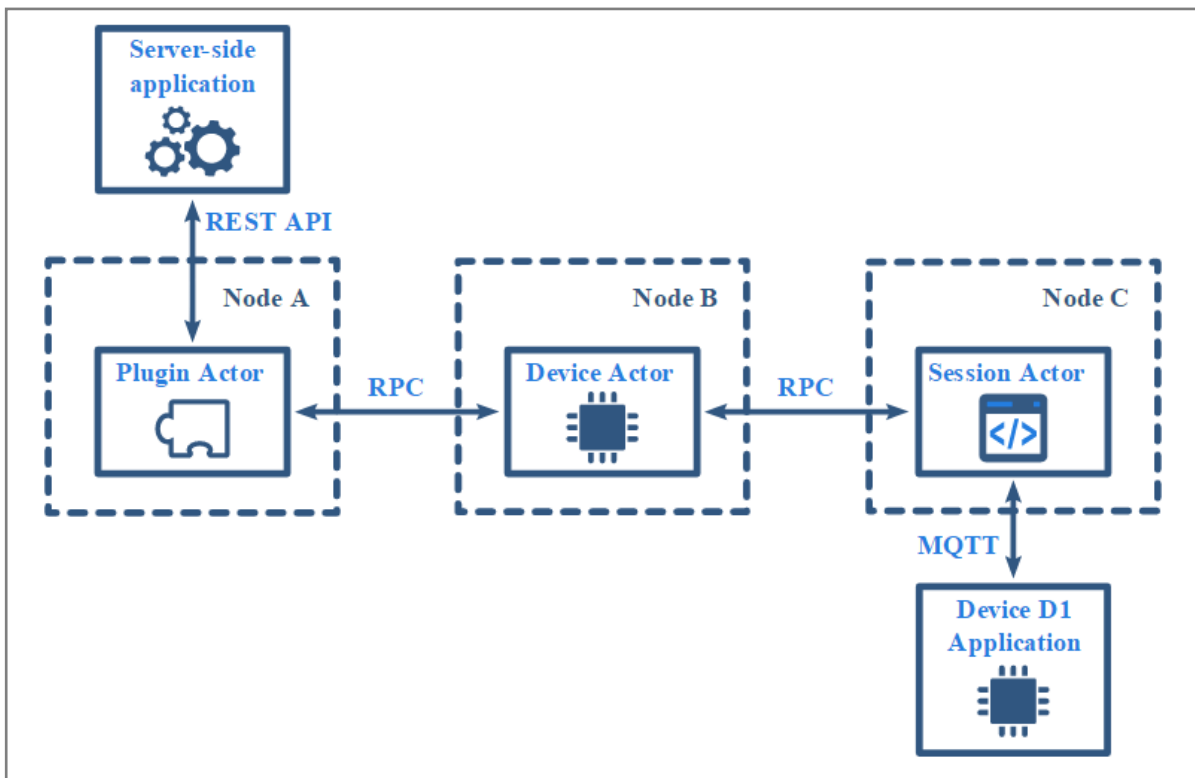 Server-side
application
REST API
Node A
Node B
Node C
Plugin Actor
RPC
Device Actor
RPC
Session Actor
</>
MQTT
Device D1
Application